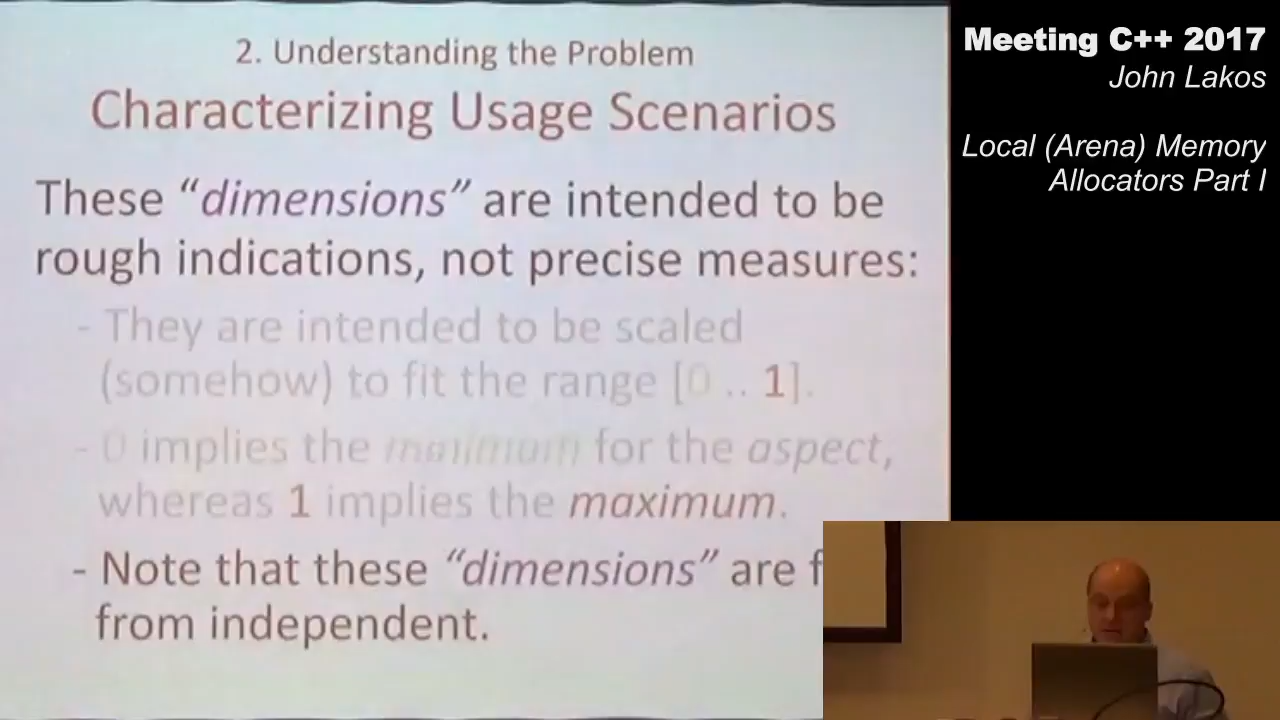 2. Understanding the Problem
Characterizing Usage Scenarios
These “dimensions” are intended to be
rough indications, not precise measures:
- They are intended to be scaled
(somehow) to fit the range [0 .. 1].
- 0 implies the for the aspect,
whereas 1 implies the maximum.
- Note that these “dimensions” are f
from independent.
Meeting C++ 2017
John Lakos
Local (Arena) Memory
Allocators Part I